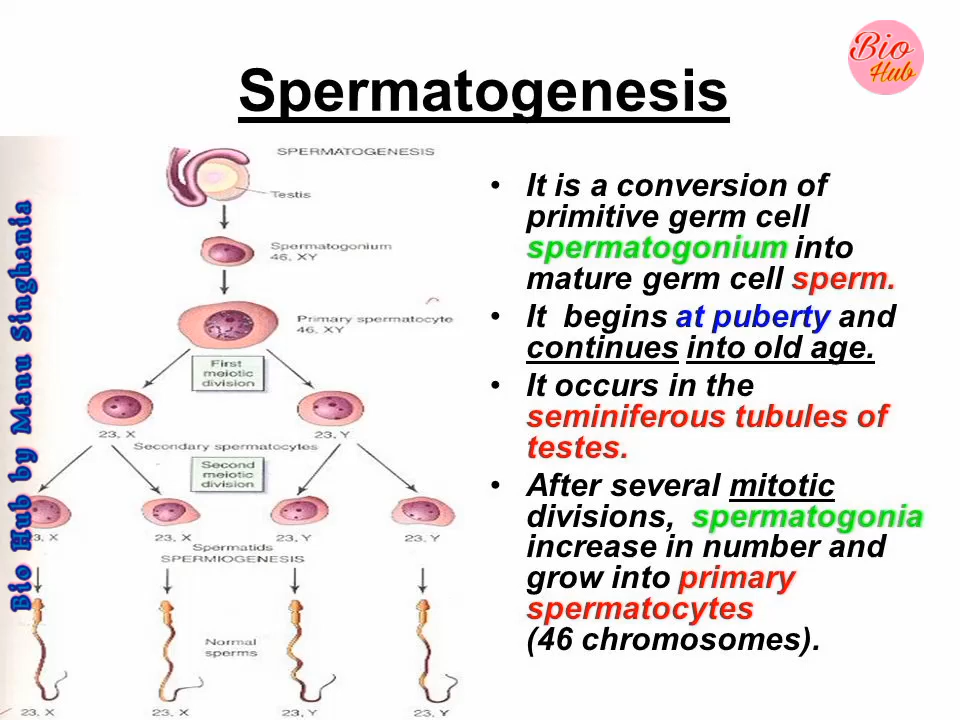 Bio
Hub
Spermatogenesis
Bio Hub by Manu Singhania
SPERMATOGENESIS
Testis
Spermatogonium
46, XY
Primary spermatocyte
46, XY
First
meiotic
division
23, X
23, Y
Secondary spermatocytes
Second
meiotic
division
23, X
23, X
23, Y
23, Y
Spermatids
SPERMIOGENESIS
Normal
sperms
23, X
23, X
23, Y
23, Y
• It is a conversion of
primitive germ cell
spermatogonium into
mature germ cell sperm.
• It begins at puberty and
continues into old age.
• It occurs in the
seminiferous tubules of
testes.
• After several mitotic
divisions, spermatogonia
increase in number and
grow into primary
spermatocytes
(46 chromosomes).